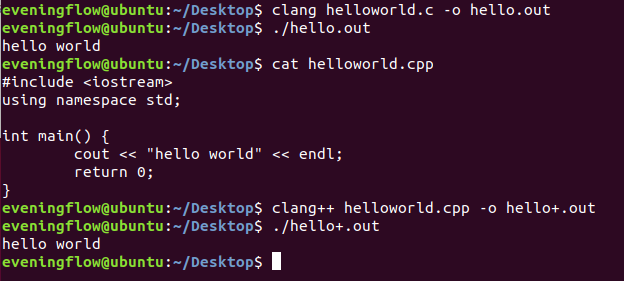 eveningflow@ubuntu:~/Desktop$ clang helloworld.c -o hello.out
eveningflow@ubuntu:~/Desktop$ ./hello.out
hello world
eveningflow@ubuntu:~/Desktop$ cat helloworld.cpp
#include <iostream>
using namespace std;

int main() {
        cout << "hello world" << endl;
        return 0;
}
eveningflow@ubuntu:~/Desktop$ clang++ helloworld.cpp -o hello+.out
eveningflow@ubuntu:~/Desktop$ ./hello+.out
hello world
eveningflow@ubuntu:~/Desktop$